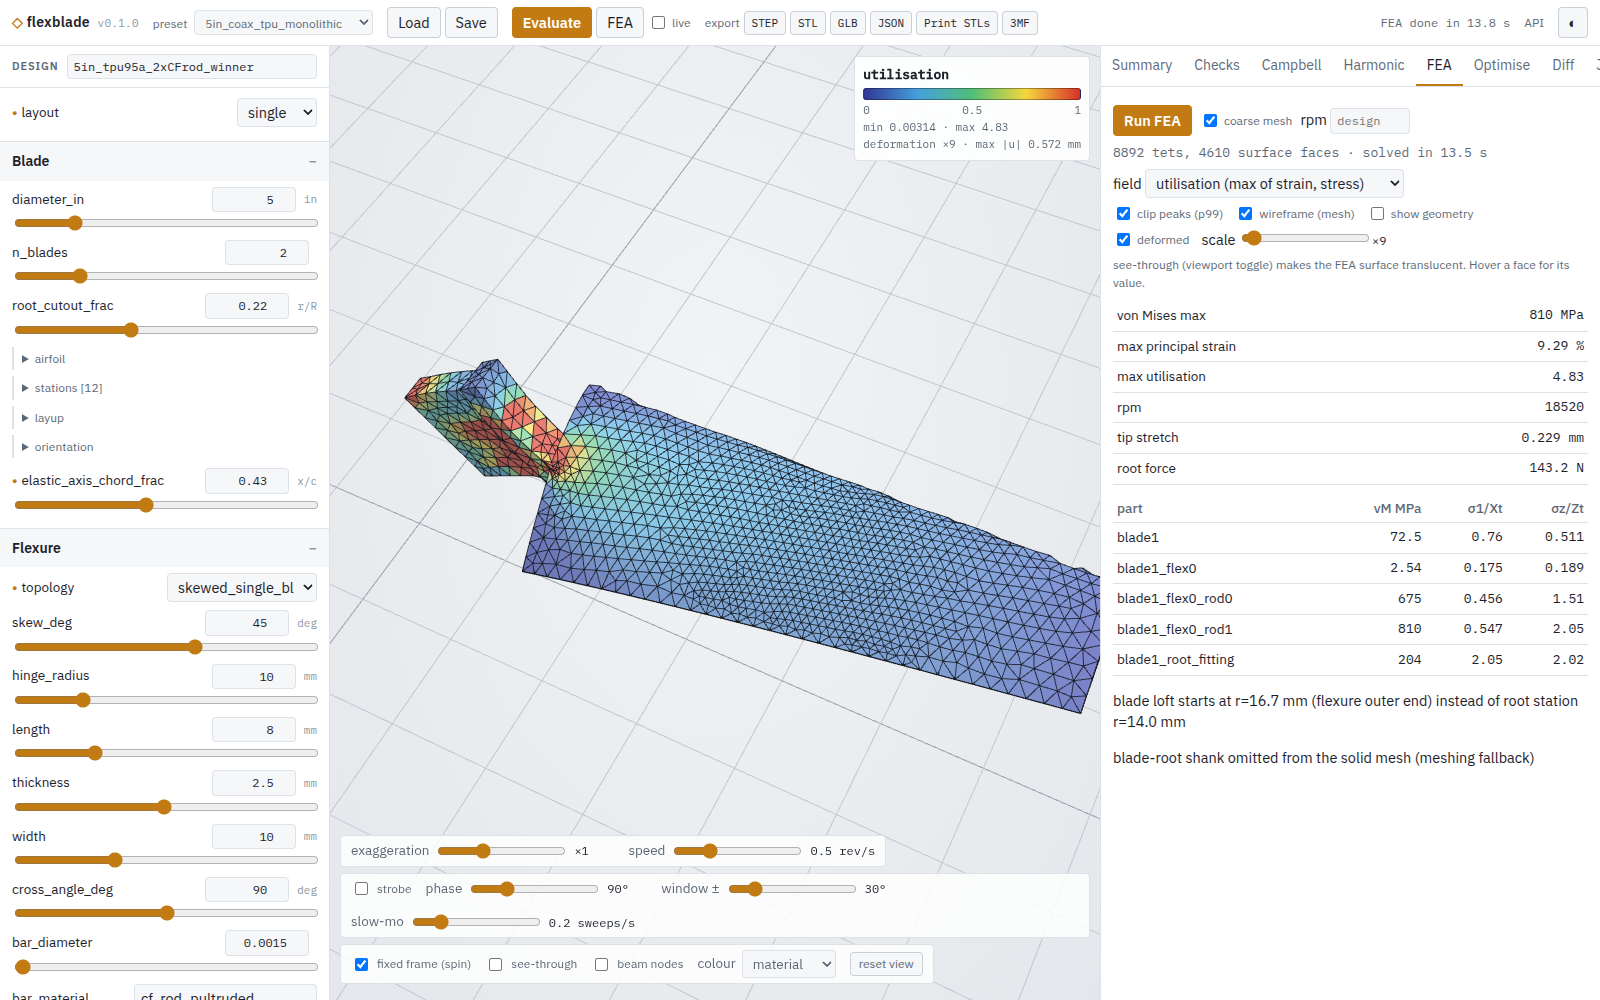 flexblade v0.1.0 preset 5in_coax_tpu_monolithic Load Save Evaluate FEA live export STEP STL GLB JSON Print STLs 3MF FEA done in 13.8 s API
DESIGN 5in_tpu95a_2xCFrod_winner
layout single
Blade −
diameter_in 5 in
n_blades 2
root_cutout_frac 0.22 r/R
airfoil
stations [12]
layup
orientation
elastic_axis_chord_frac 0.43 x/c
Flexure −
topology skewed_single_bl
skew_deg 45 deg
hinge_radius 10 mm
length 8 mm
thickness 2.5 mm
width 10 mm
cross_angle_deg 90 deg
bar_diameter 0.0015
bar_material cf_rod_pultruded
utilisation
0 0.5 1
min 0.00314 · max 4.83
deformation ×9 · max |u| 0.572 mm
exaggeration ×1 speed 0.5 rev/s
strobe phase 90° window ± 30°
slow-mo 0.2 sweeps/s
fixed frame (spin) see-through beam nodes colour material reset view
Summary Checks Campbell Harmonic FEA Optimise Diff
Run FEA coarse mesh rpm design
8892 tets, 4610 surface faces · solved in 13.5 s
field utilisation (max of strain, stress)
clip peaks (p99) wireframe (mesh) show geometry
deformed scale ×9
see-through (viewport toggle) makes the FEA surface translucent. Hover a face for its
value.
von Mises max 810 MPa
max principal strain 9.29 %
max utilisation 4.83
rpm 18520
tip stretch 0.229 mm
root force 143.2 N
part vM MPa σ1/Xt σz/Zt
blade1 72.5 0.76 0.511
blade1_flex0 2.54 0.175 0.189
blade1_flex0_rod0 675 0.456 1.51
blade1_flex0_rod1 810 0.547 2.05
blade1_root_fitting 204 2.05 2.02
blade loft starts at r=16.7 mm (flexure outer end) instead of root station
r=14.0 mm
blade-root shank omitted from the solid mesh (meshing fallback)